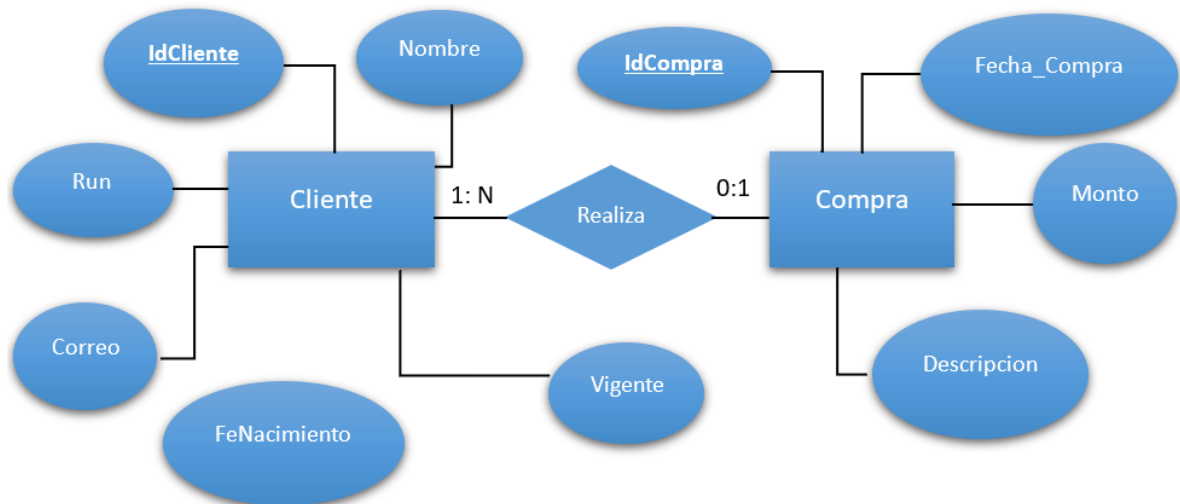 IdCliente
Nombre
IdCompra
Fecha_Compra
Run
Cliente
1: N
Realiza
0:1
Compra
Monto
Correo
FeNacimiento
Vigente
Descripcion